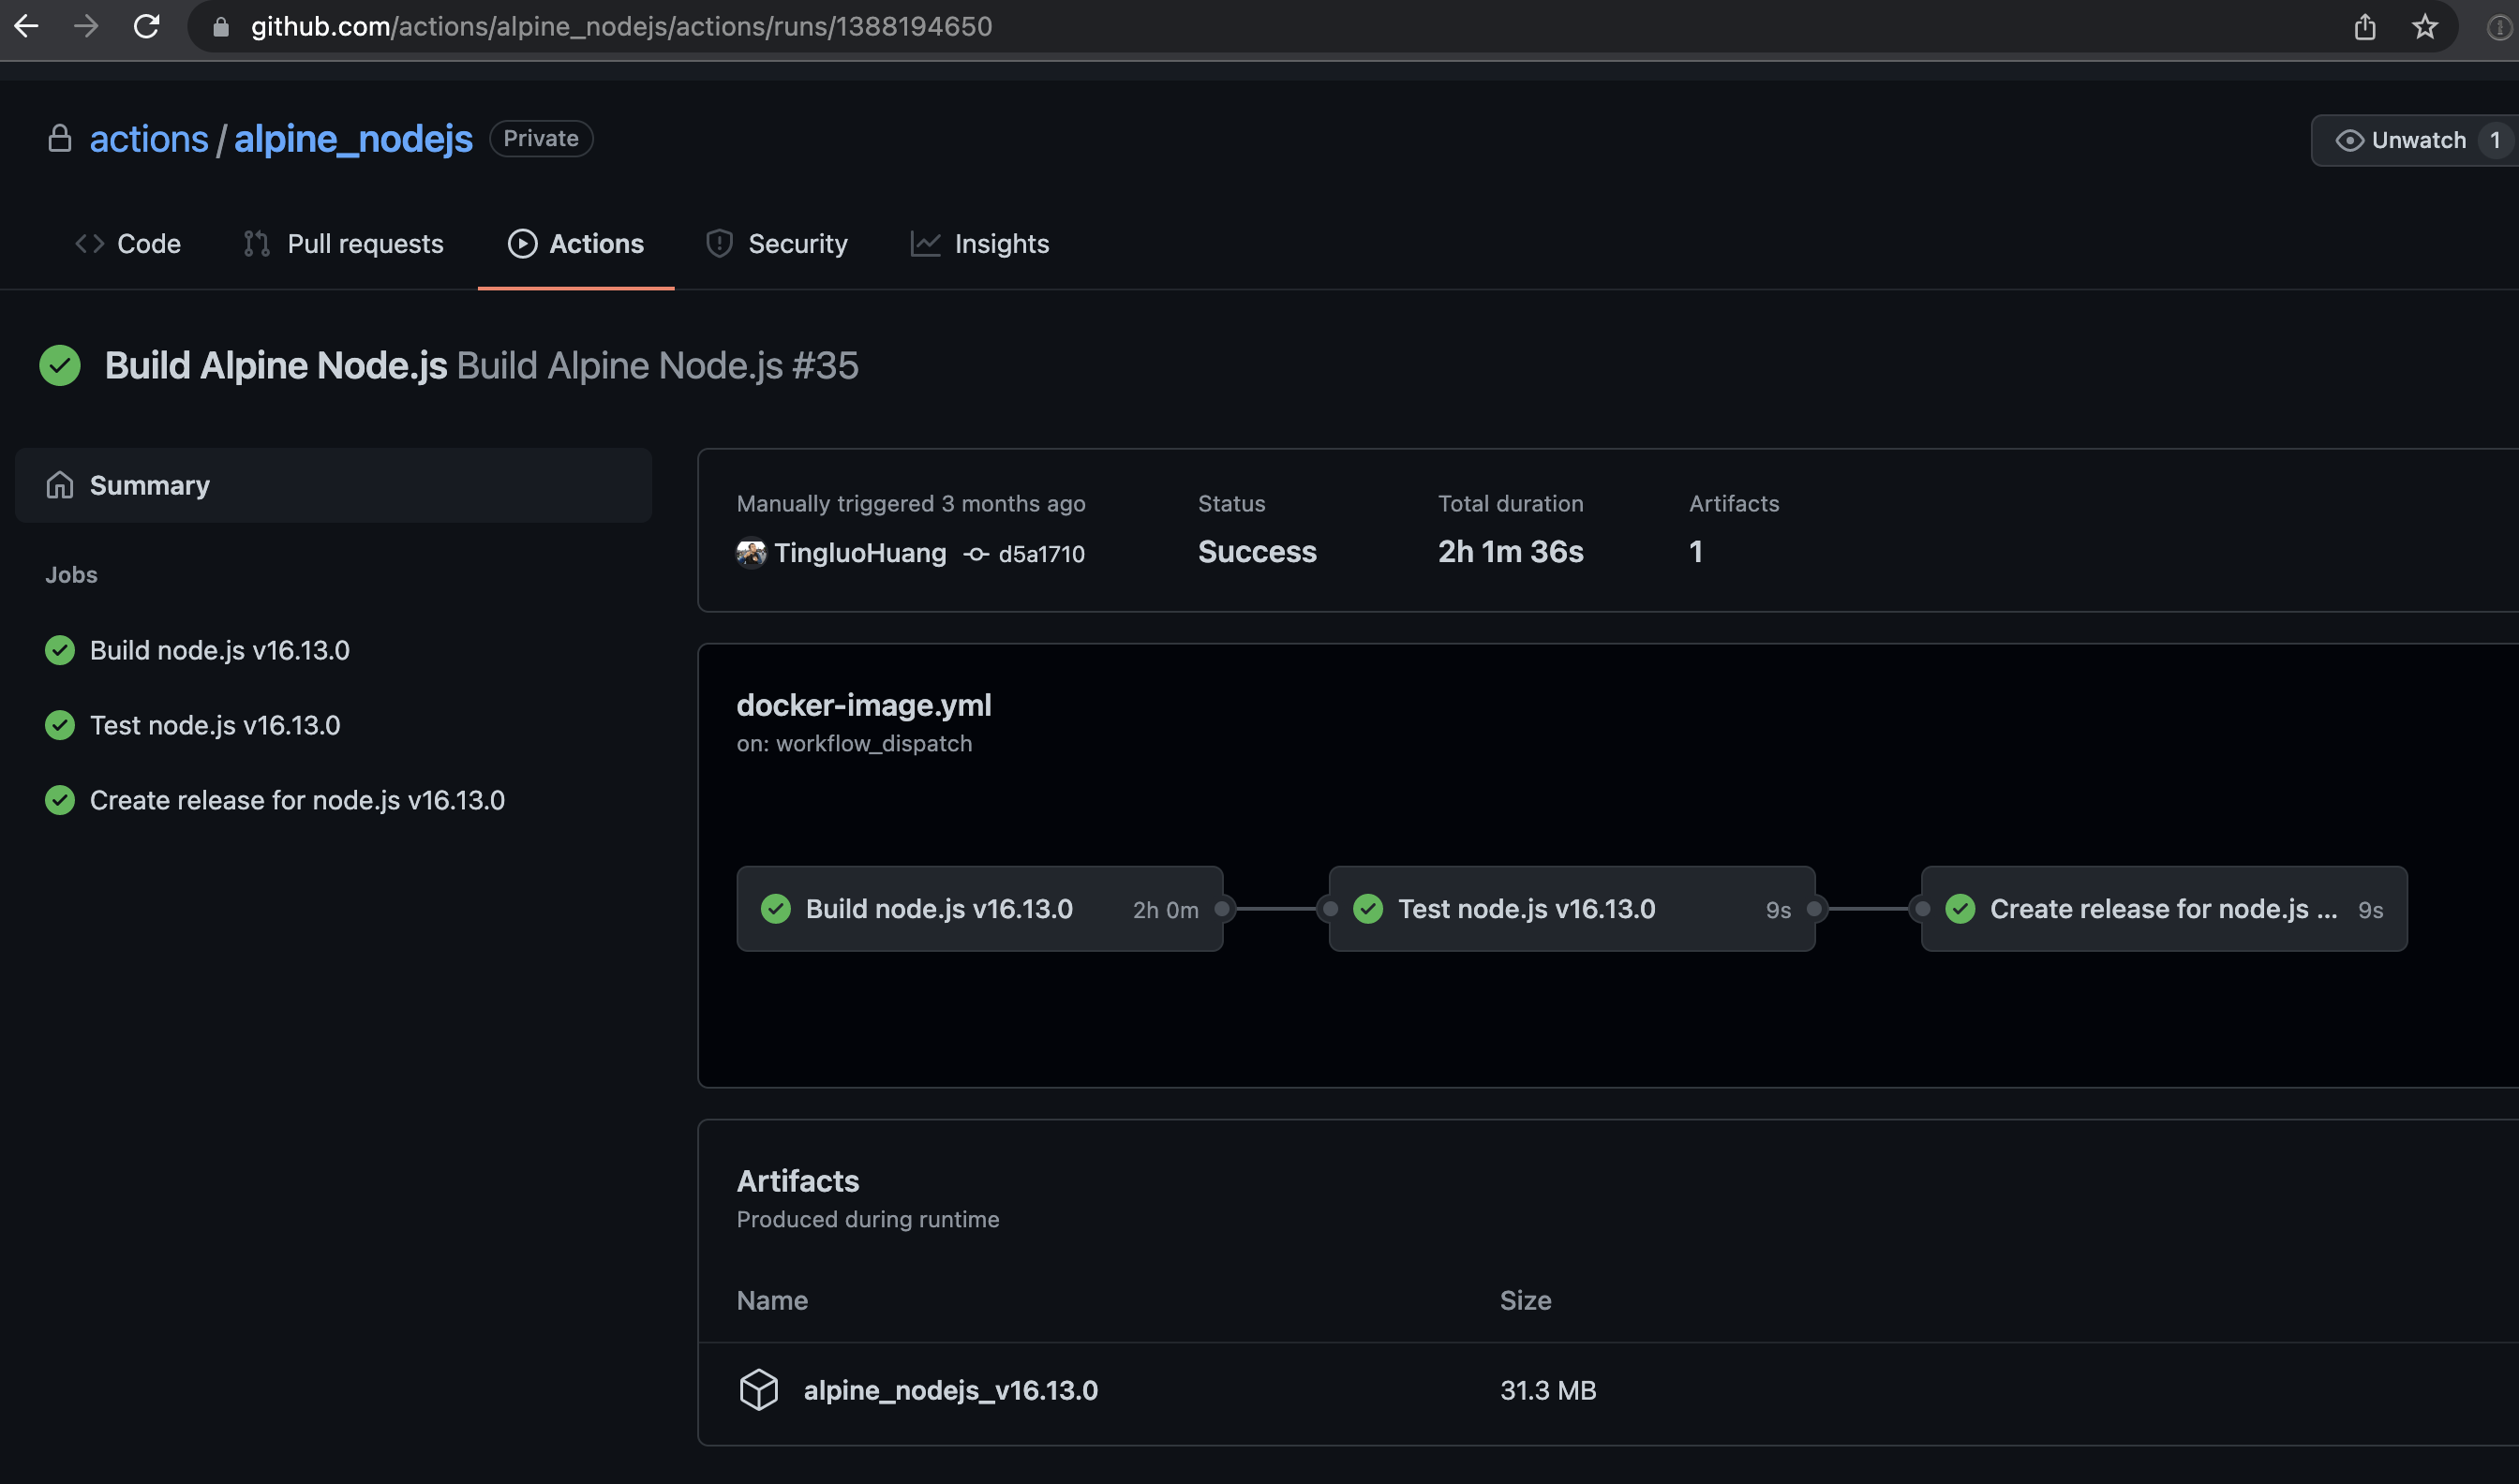 github.com/actions/alpine_nodejs/actions/runs/1388194650
actions / alpine_nodejs Private
Unwatch 1
Code Pull requests Actions Security Insights
Build Alpine Node.js Build Alpine Node.js #35
Summary
Jobs
Build node.js v16.13.0
Test node.js v16.13.0
Create release for node.js v16.13.0
Manually triggered 3 months ago Status Total duration Artifacts
TingluoHuang d5a1710 Success 2h 1m 36s 1
docker-image.yml
on: workflow_dispatch
Build node.js v16.13.0 2h 0m Test node.js v16.13.0 9s Create release for node.js ... 9s
Artifacts
Produced during runtime
Name Size
alpine_nodejs_v16.13.0 31.3 MB